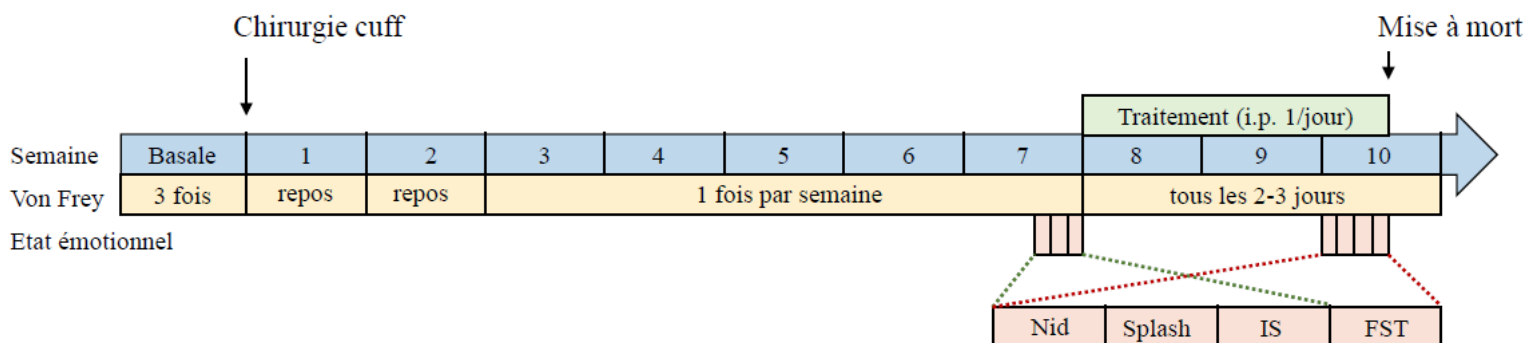 Chirurgie cuff
Mise à mort
Traitement (i.p. 1/jour)
Semaine Basale 1 2 3 4 5 6 7 8 9 10
Von Frey 3 fois repos repos 1 fois par semaine tous les 2-3 jours
Etat émotionnel
Nid Splash IS FST